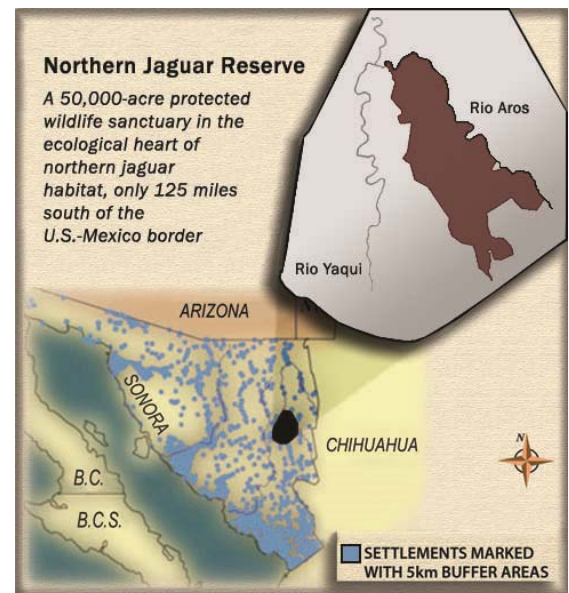 Northern Jaguar Reserve
A 50,000-acre protected
wildlife sanctuary in the
ecological heart of
northern jaguar
habitat, only 125 miles
south of the
U.S.-Mexico border
Rio Aros
Rio Yaqui
ARIZONA
SONORA
CHIHUAHUA
B.C.
B.C.S.
N
SETTLEMENTS MARKED
WITH 5km BUFFER AREAS